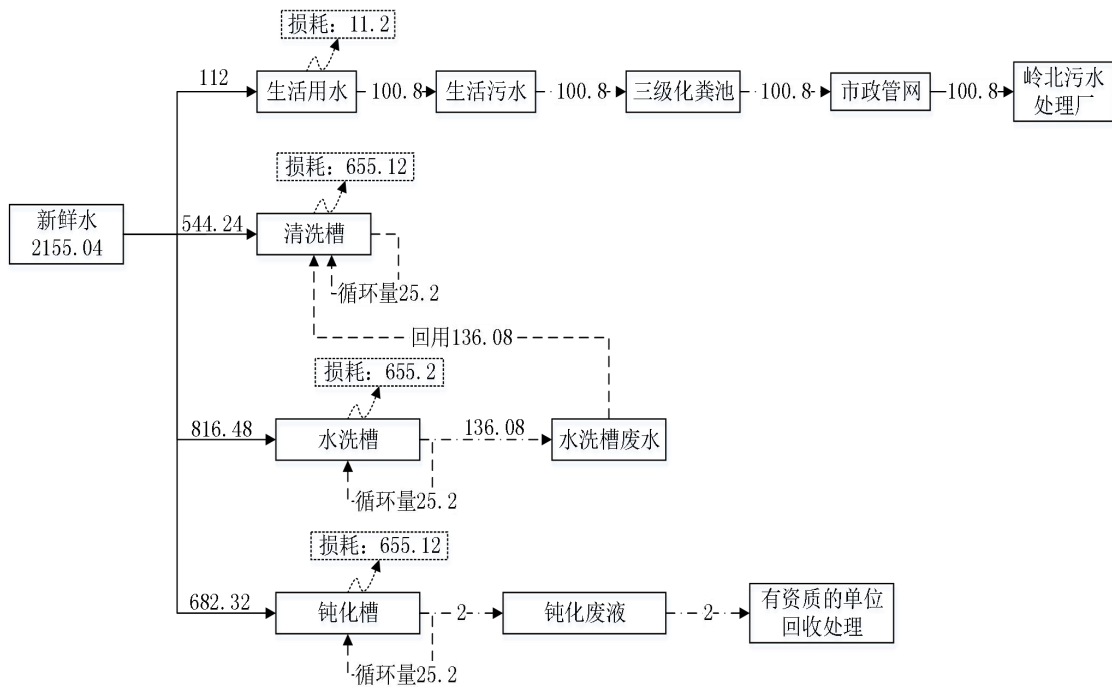 损耗：11.2
112
生活用水
100.8
生活污水
100.8
三级化粪池
100.8
市政管网
100.8
岭北污水
处理厂
损耗：655.12
新鲜水
2155.04
544.24
清洗槽
循环量25.2
回用136.08
损耗：655.2
816.48
水洗槽
136.08
水洗槽废水
循环量25.2
损耗：655.12
682.32
钝化槽
2
钝化废液
2
有资质的单位
回收处理
循环量25.2